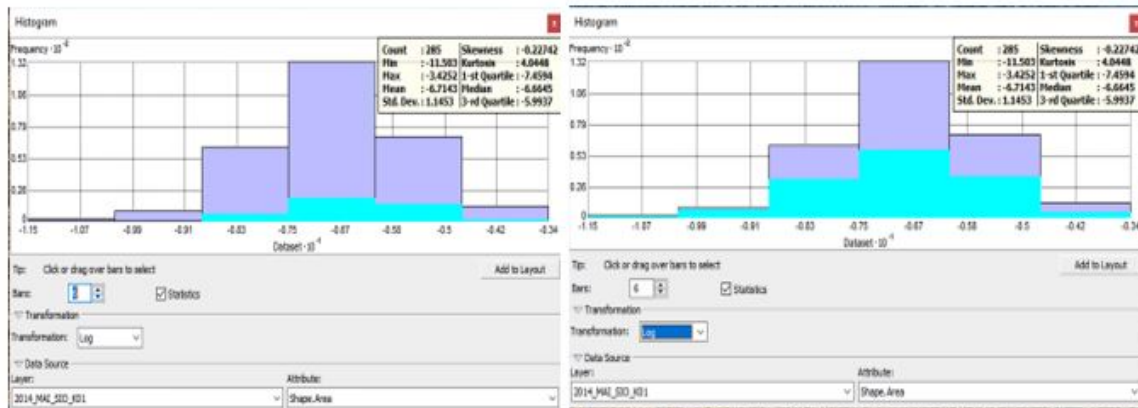 Histogram
Frequency · 10⁻²
Count : 285 Skewness : -0.22742
Min : -11.503 Kurtosis : 4.0448
Max : -3.4252 1-st Quartile : -7.4594
Mean : -6.7143 Median : -6.6645
Std. Dev. : 1.1453 3-rd Quartile : -5.9937
1.32
1.06
0.79
0.53
0.26
0
-1.15 -1.07 -0.99 -0.91 -0.83 -0.75 -0.67 -0.58 -0.5 -0.42 -0.34
Dataset · 10⁻¹
Tip: Click or drag over bars to select Add to Layout
Bars: Statistics
Transformation
Transformation: Log
Data Source
Layer: Attribute:
2014_MAI_SIO_KD1 Shape.Area
Histogram
Frequency · 10⁻²
Count : 285 Skewness : -0.22742
Min : -11.503 Kurtosis : 4.0448
Max : -3.4252 1-st Quartile : -7.4594
Mean : -6.7143 Median : -6.6645
Std. Dev. : 1.1453 3-rd Quartile : -5.9937
1.32
1.06
0.79
0.53
0.26
0
-1.15 -1.07 -0.99 -0.91 -0.83 -0.75 -0.67 -0.58 -0.5 -0.42 -0.34
Dataset · 10⁻¹
Tip: Click or drag over bars to select Add to Layout
Bars: 6 Statistics
Transformation
Transformation: Log
Data Source
Layer: Attribute:
2014_MAI_SIO_KD1 Shape.Area